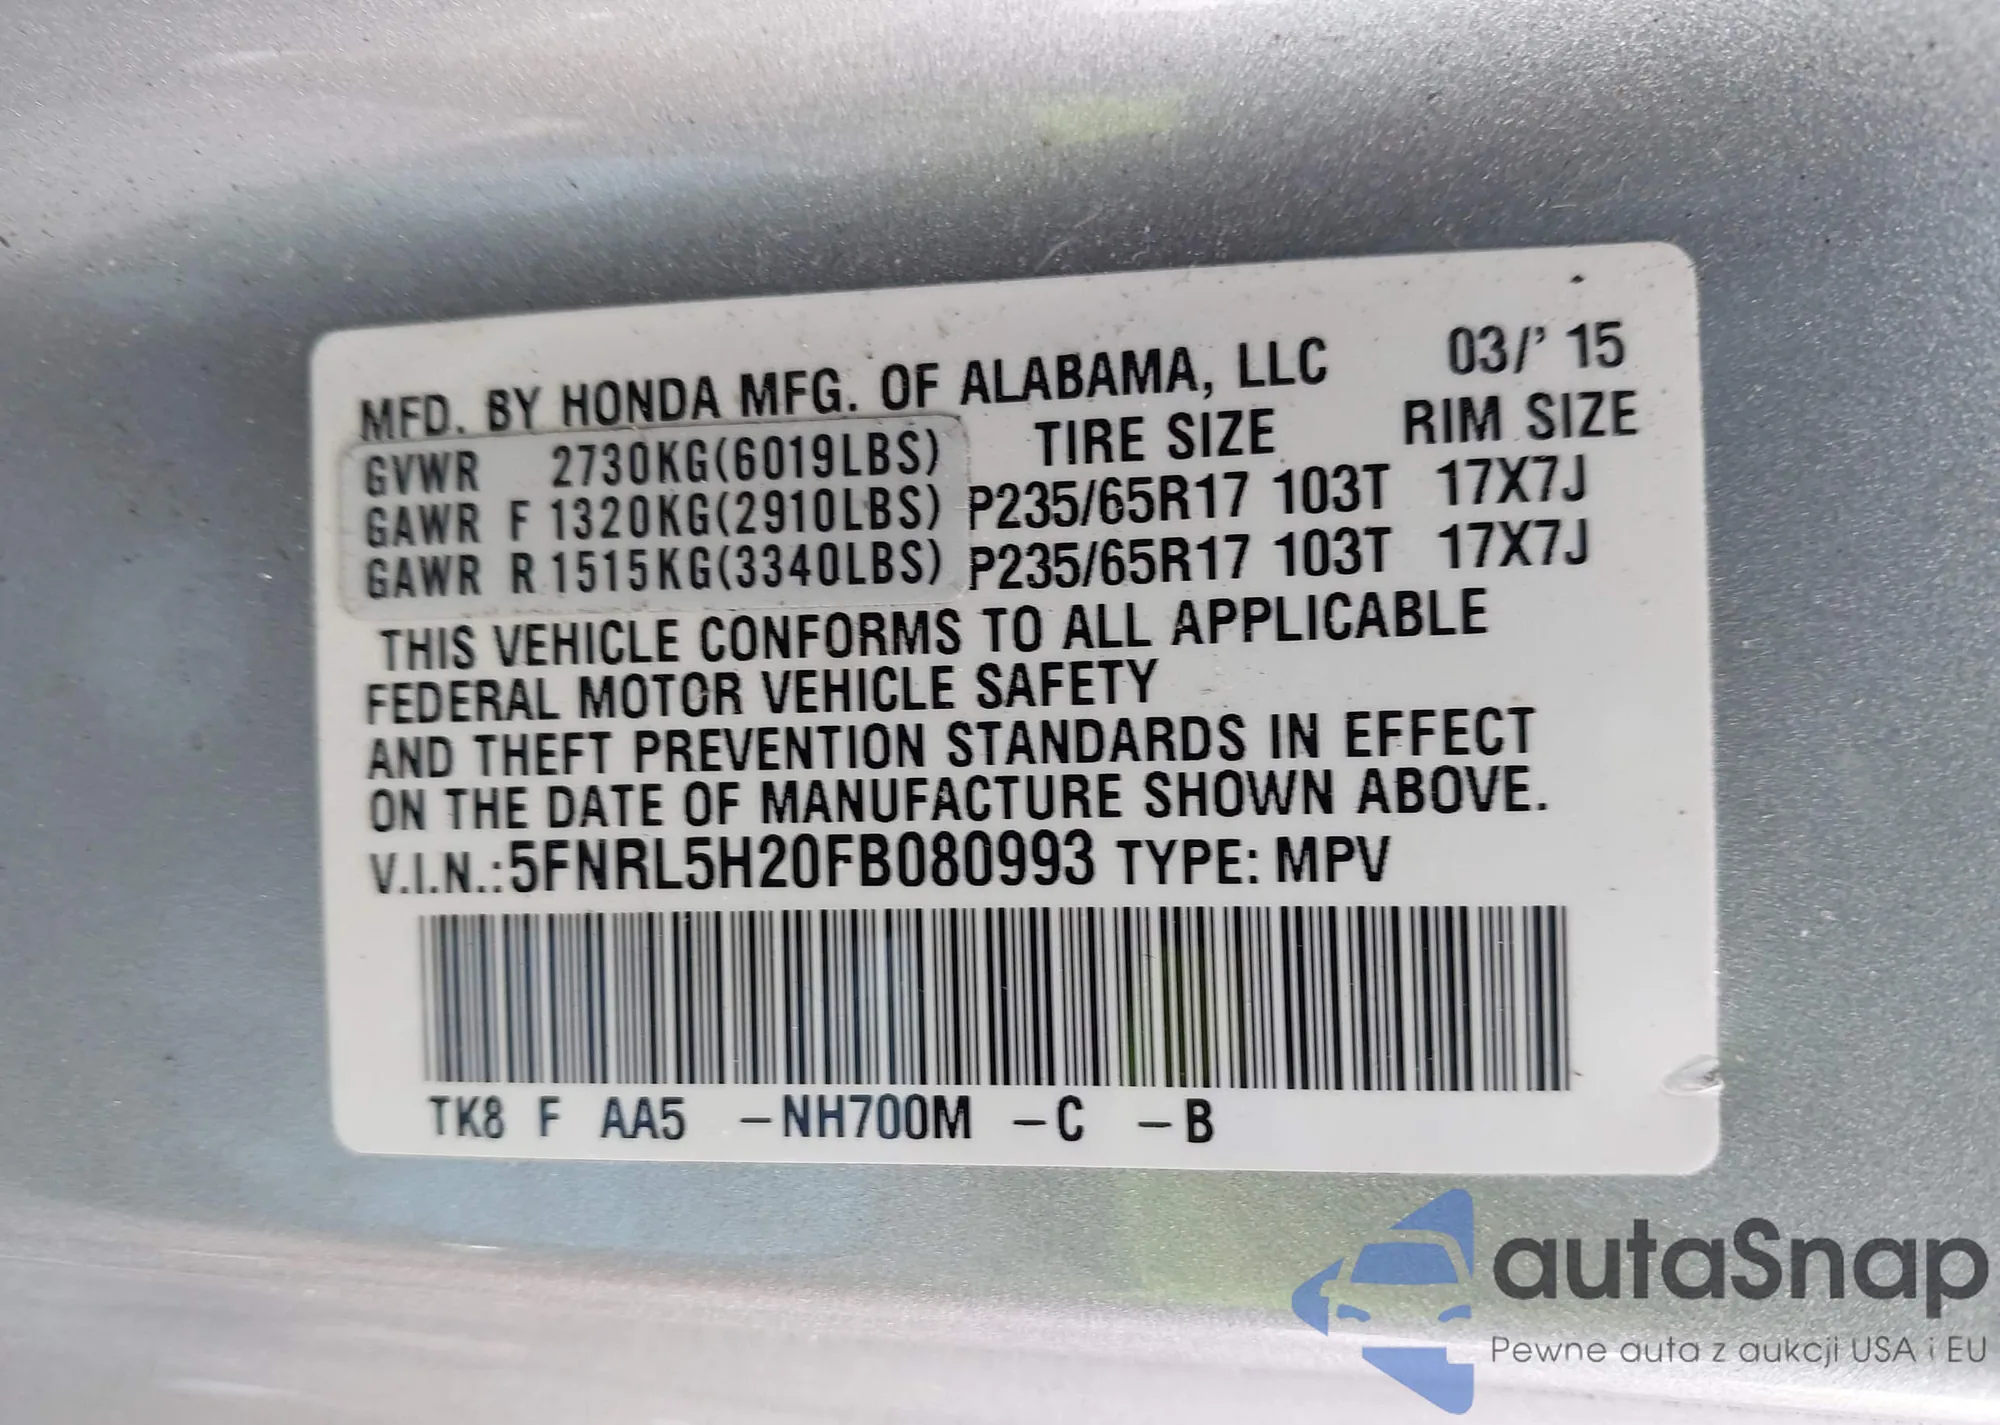 MFD. BY HONDA MFG. OF ALABAMA, LLC 03/' 15
GVWR 2730KG(6019LBS) TIRE SIZE RIM SIZE
GAWR F 1320KG(2910LBS) P235/65R17 103T 17X7J
GAWR R 1515KG(3340LBS) P235/65R17 103T 17X7J
THIS VEHICLE CONFORMS TO ALL APPLICABLE
FEDERAL MOTOR VEHICLE SAFETY
AND THEFT PREVENTION STANDARDS IN EFFECT
ON THE DATE OF MANUFACTURE SHOWN ABOVE.
V.I.N.:5FNRL5H20FB080993 TYPE: MPV
TK8 F AA5 –NH700M –C –B
autaSnap
Pewne auta z aukcji USA i EU